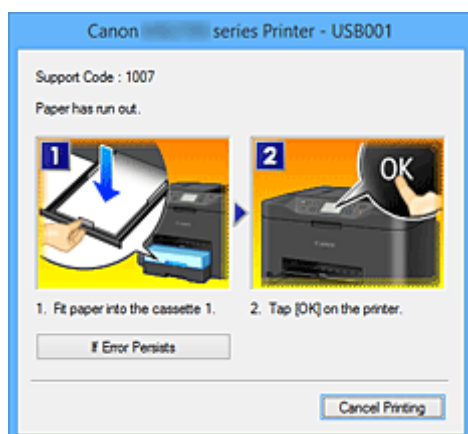 Canon series Printer - USB001
Support Code : 1007
Paper has run out.
1 2
OK
Canon
1. Fit paper into the cassette 1. 2. Tap [OK] on the printer.
If Error Persists
Cancel Printing